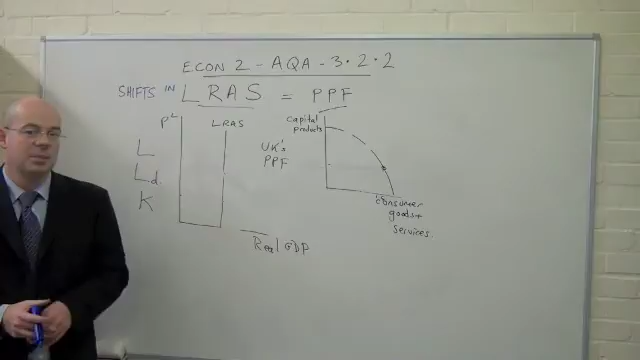 ECON 2 - AQA - 3.2.2
SHIFTS IN LRAS = PPF
PL
LRAS
L
Ld.
K
Real GDP
UK's
PPF
Capital
products
Consumer
goods +
services